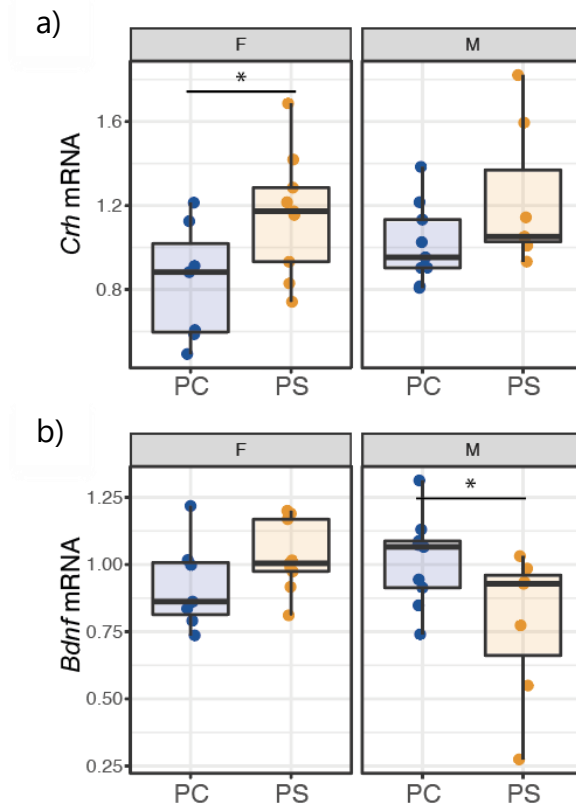 a)
F M
*
Crh mRNA
1.6
1.2
0.8
PC PS PC PS
b)
F M
*
Bdnf mRNA
1.25
1.00
0.75
0.50
0.25
PC PS PC PS